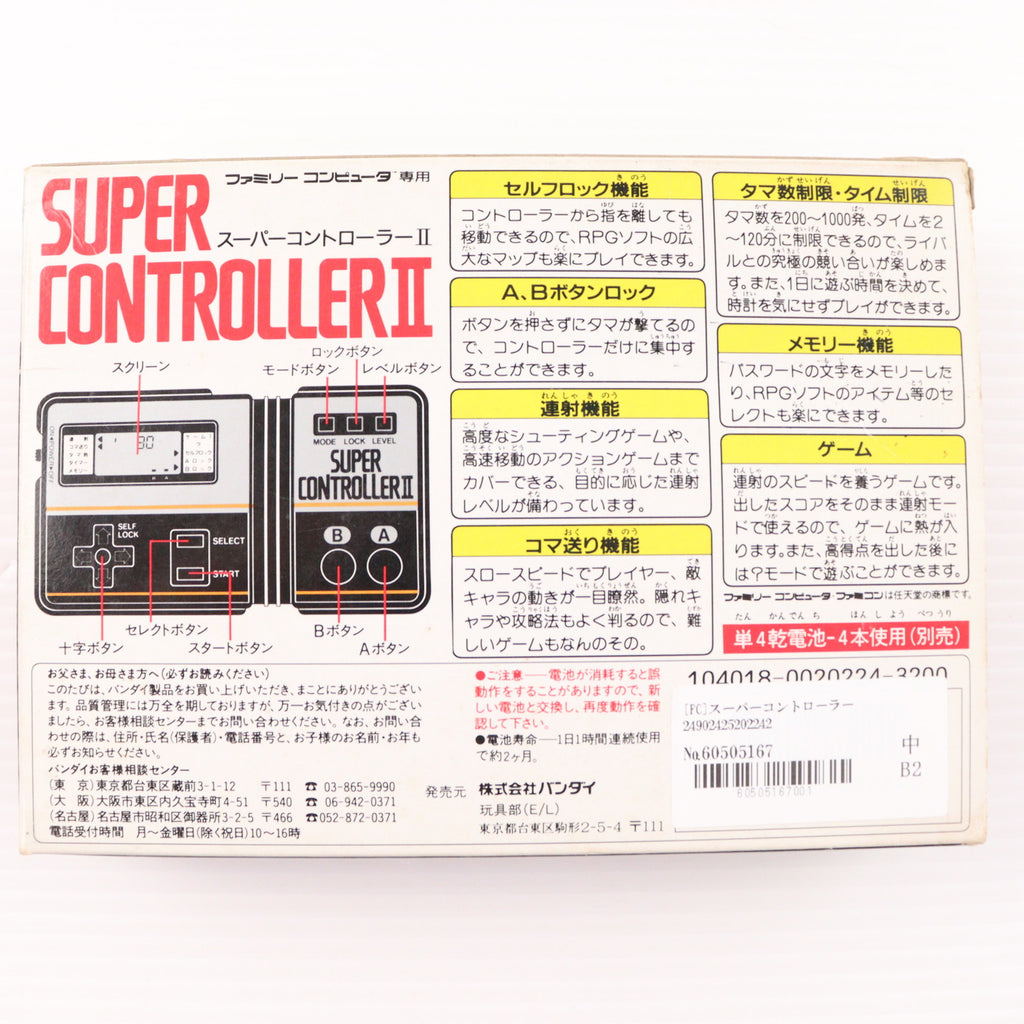 SUPER
CONTROLLER II
ファミリー コンピュータ 専用
スーパーコントローラーⅡ
スクリーン
ロックボタン
モードボタン
レベルボタン
MODE LOCK LEVEL
SUPER
CONTROLLER II
SELF
LOCK
SELECT
START
B A
十字ボタン
セレクトボタン
スタートボタン
Bボタン
Aボタン
セルフロック機能
コントローラーから指を離しても
移動できるので、RPGソフトの広
大なマップも楽にプレイできます。
A、Bボタンロック
ボタンを押さずにタマが撃てるの
で、コントローラーだけに集中す
ることができます。
連射機能
高度なシューティングゲームや、
高速移動のアクションゲームまで
カバーできる、目的に応じた連射
レベルが備わっています。
コマ送り機能
スロースピードでプレイヤー、敵
キャラの動きが一目瞭然。隠れキ
ャラや攻略法もよく判るので、難
しいゲームもなんのその。
タマ数制限・タイム制限
タマ数を200〜1000発、タイムを2
〜120分に制限できるので、ライバ
ルとの究極の競い合いが楽しめま
す。また、1日に遊ぶ時間を決めて、
時計を気にせずプレイができます。
メモリー機能
パスワードの文字をメモリーした
り、RPGソフトのアイテム等のセ
レクトも楽にできます。
ゲーム
連射のスピードを養うゲームです。
出したスコアをそのまま連射モー
ドで使えるので、ゲームに熱が入
ります。また、高得点を出した後に
は?モードで遊ぶことができます。
ファミリー コンピュータ・ファミコンは任天堂の商標です。
単4乾電池-4本使用(別売)
お父さま、お母さま方へ(必ずお読みください)
このたびは、バンダイ製品をお買い上げいただき、まことにありがとうござい
ます。品質管理には万全を期しておりますが、万一お気付きの点がござい
ましたら、お客様相談センターまでお問い合わせください。なお、お問い合
わせの際は、住所・氏名(保護者)・電話番号と、お子様のお名前・お年も
必ずお知らせください。
バンダイお客様相談センター
(東 京)東京都台東区蔵前3-1-12 〒111 ☎ 03-865-9990
(大 阪)大阪市東区内久宝寺町4-51 〒540 ☎ 06-942-0371
(名古屋)名古屋市昭和区御器所3-2-5 〒466 ☎052-872-0371
電話受付時間 月〜金曜日(除く祝日)10〜16時
●ご注意——電池が消耗すると誤
動作をすることがありますので、新
しい電池と交換し、再度動作を確
認して下さい。
●電池寿命——1日1時間連続使用
で約2ヶ月。
発売元 株式会社バンダイ
玩具部(E/L)
東京都台東区駒形2-5-4 〒111
104018-0020224-3200
[FC]スーパーコントローラー
24902425202242
No.60505167
60505167001
中
B2